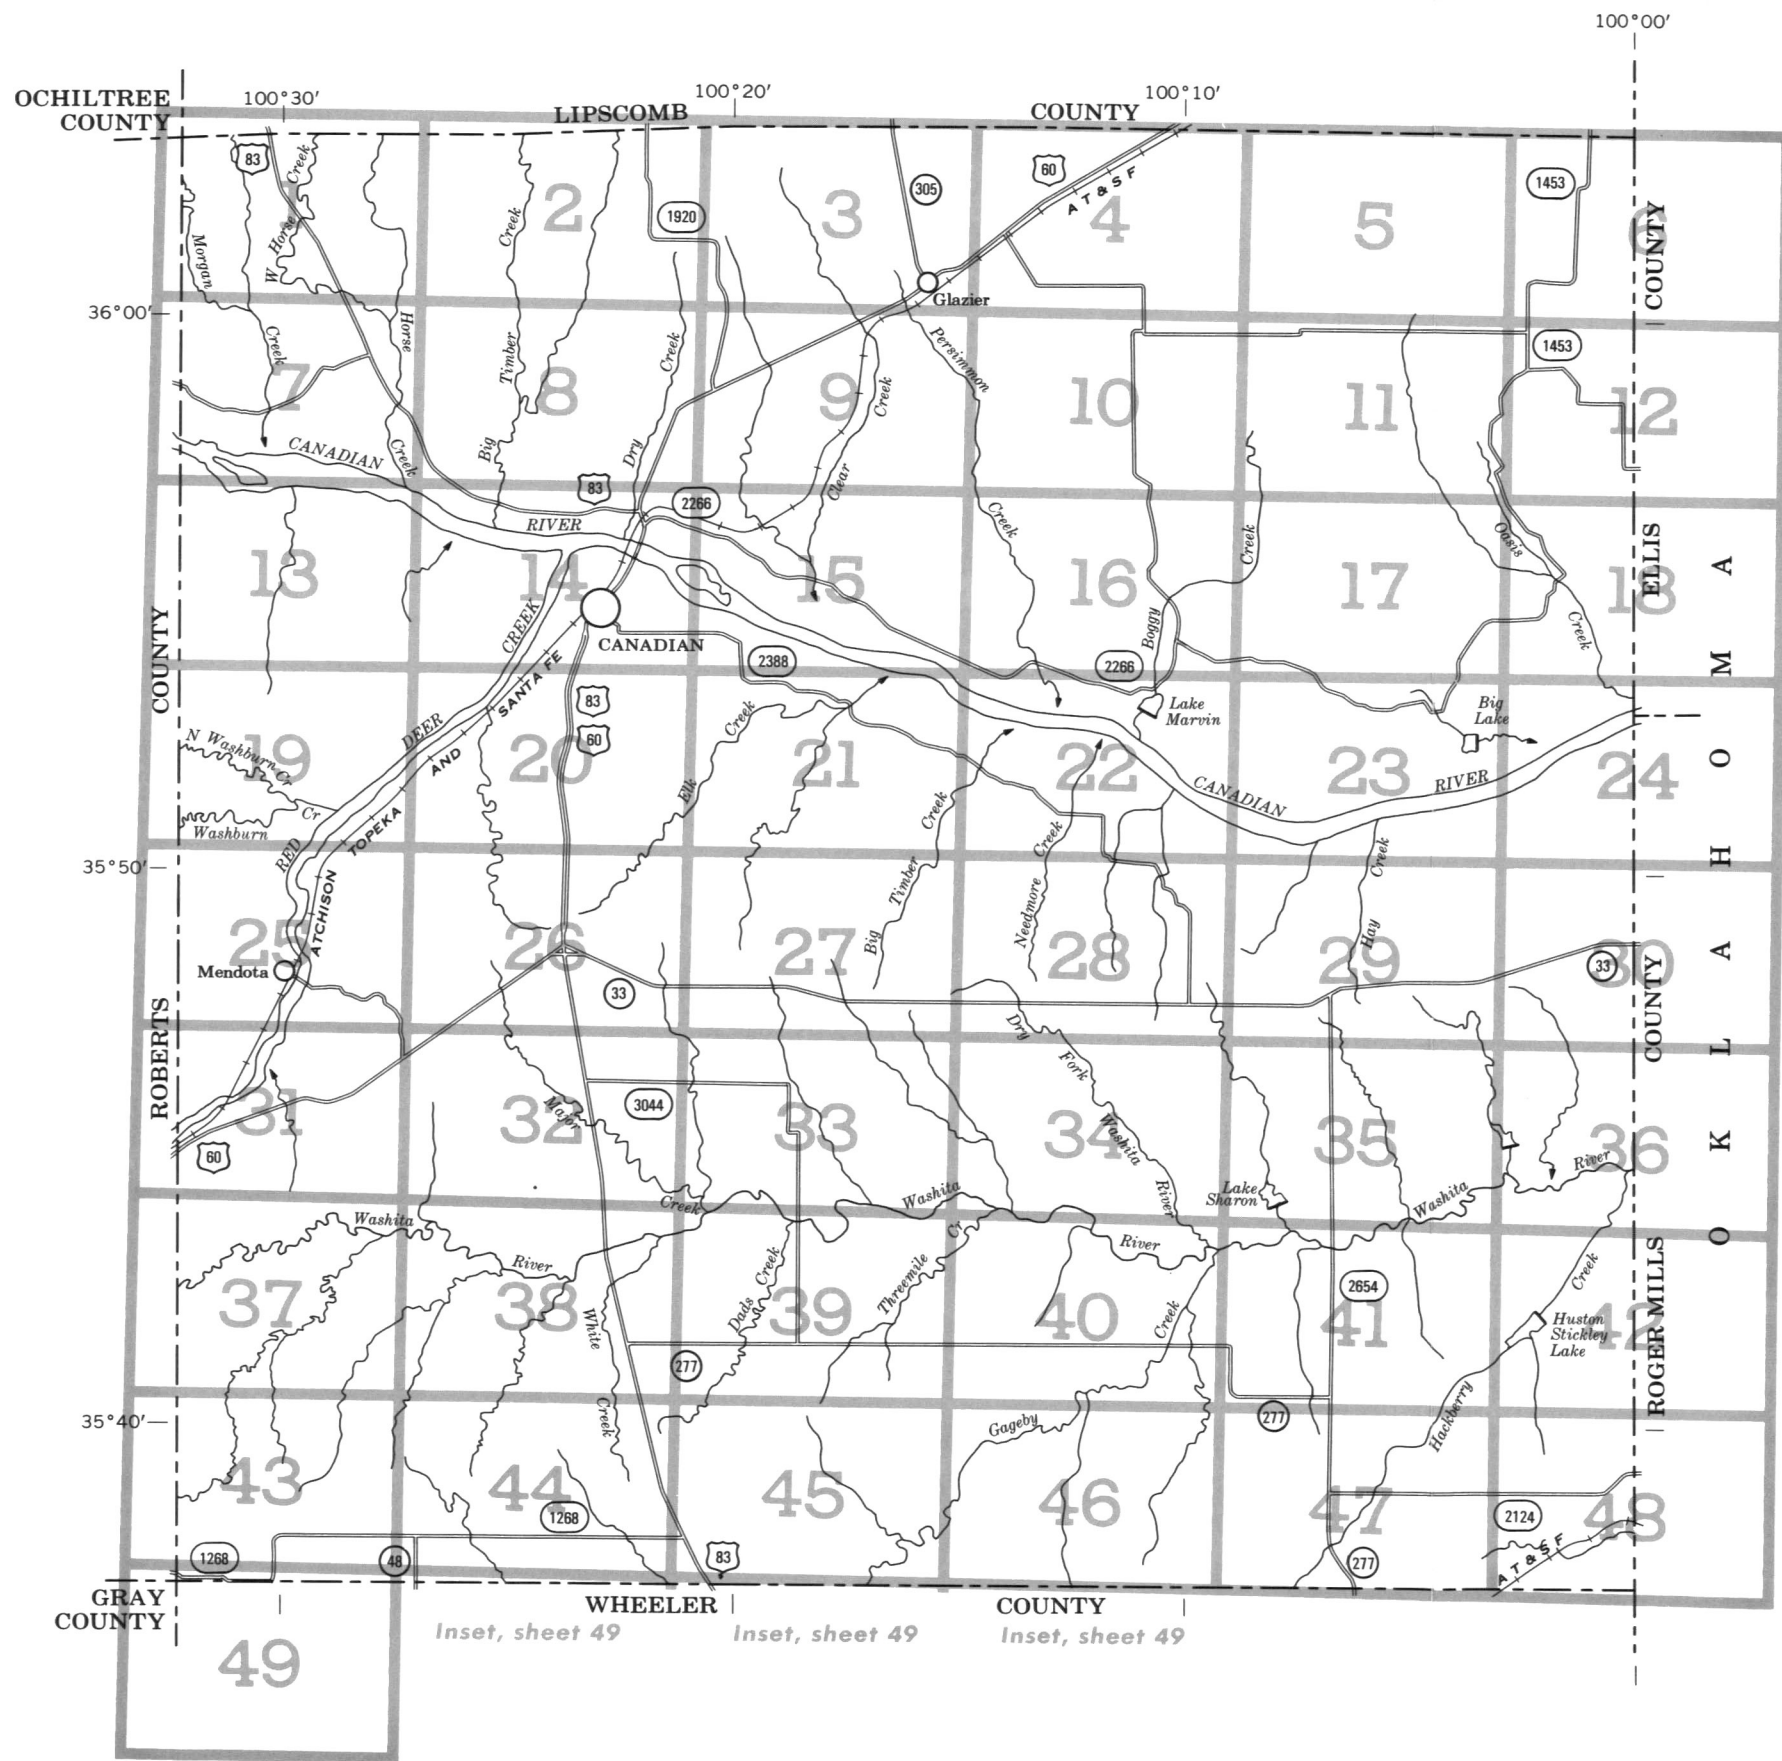 100°00'
100°30'
100°20'
100°10'
OCHILTREE
COUNTY
LIPSCOMB
COUNTY
83
W Horse Creek
1
Morgan
Creek
Horse
Creek
2
Creek
Timber
Big
1920
3
305
60
AT&SF
4
5
1453
6
COUNTY
Glazier
36°00'
7
8
Creek
Dry
9
Creek
Clear
Persimmon
Creek
10
11
1453
12
CANADIAN
RIVER
83
2266
13
14
15
16
Creek
Boggy
17
Oasis
Creek
18
ELLIS
COUNTY
CREEK
DEER
RED
CANADIAN
2388
2266
Lake
Marvin
Big
Lake
SANTA FE
AND
TOPEKA
ATCHISON
83
60
N Washburn Cr
Washburn
Cr
19
20
Elk
Creek
21
22
23
24
CANADIAN
RIVER
35°50'
25
Mendota
26
27
Big
Timber
Creek
Needmore
Creek
28
Hay
Creek
29
30
33
33
COUNTY
OKLAHOMA
ROBERTS
31
60
32
Major
Creek
3044
33
Dry
Fork
Washita
River
34
35
Lake
Sharon
36
Washita
River
Washita
River
Washita
River
37
38
White
Creek
Dads
Creek
39
Threemile
Cr
40
Creek
Gageby
2654
41
Creek
Hackberry
Huston
Stickley
Lake
42
ROGER MILLS
277
277
35°40'
43
44
1268
45
46
47
2124
48
AT&SF
1268
48
83
277
GRAY
COUNTY
WHEELER
COUNTY
Inset, sheet 49
Inset, sheet 49
Inset, sheet 49
49